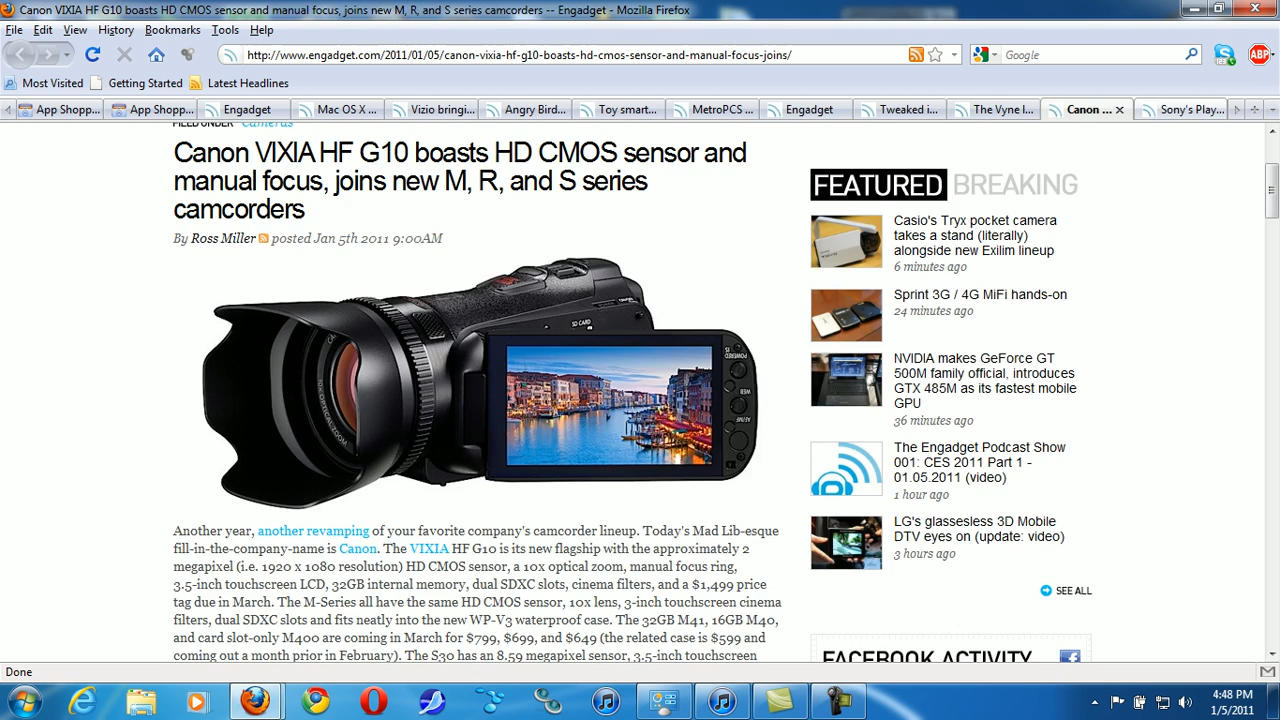 Canon VIXIA HF G10 boasts HD CMOS sensor and manual focus, joins new M, R, and S series camcorders -- Engadget - Mozilla Firefox
File Edit View History Bookmarks Tools Help
http://www.engadget.com/2011/01/05/canon-vixia-hf-g10-boasts-hd-cmos-sensor-and-manual-focus-joins/
Google
ABP
Most Visited Getting Started Latest Headlines
App Shopp... App Shopp... Engadget Mac OS X ... Vizio bringi... Angry Bird... Toy smart... MetroPCS ... Engadget Tweaked i... The Vyne I... Canon ... Sony's Play...
FILED UNDER Cameras
Canon VIXIA HF G10 boasts HD CMOS sensor and
manual focus, joins new M, R, and S series
camcorders
By Ross Miller posted Jan 5th 2011 9:00AM
SD CARD
10X OPTICAL ZOOM
POWERED IS
WEB
AF/MF
Another year, another revamping of your favorite company's camcorder lineup. Today's Mad Lib-esque
fill-in-the-company-name is Canon. The VIXIA HF G10 is its new flagship with the approximately 2
megapixel (i.e. 1920 x 1080 resolution) HD CMOS sensor, a 10x optical zoom, manual focus ring,
3.5-inch touchscreen LCD, 32GB internal memory, dual SDXC slots, cinema filters, and a $1,499 price
tag due in March. The M-Series all have the same HD CMOS sensor, 10x lens, 3-inch touchscreen cinema
filters, dual SDXC slots and fits neatly into the new WP-V3 waterproof case. The 32GB M41, 16GB M40,
and card slot-only M400 are coming in March for $799, $699, and $649 (the related case is $599 and
coming out a month prior in February). The S30 has an 8.59 megapixel sensor, 3.5-inch touchscreen
FEATURED BREAKING
Casio's Tryx pocket camera
takes a stand (literally)
alongside new Exilim lineup
6 minutes ago
Sprint 3G / 4G MiFi hands-on
24 minutes ago
NVIDIA makes GeForce GT
500M family official, introduces
GTX 485M as its fastest mobile
GPU
36 minutes ago
The Engadget Podcast Show
001: CES 2011 Part 1 -
01.05.2011 (video)
1 hour ago
LG's glassesless 3D Mobile
DTV eyes on (update: video)
3 hours ago
SEE ALL
FACEBOOK ACTIVITY
Done
4:48 PM
1/5/2011